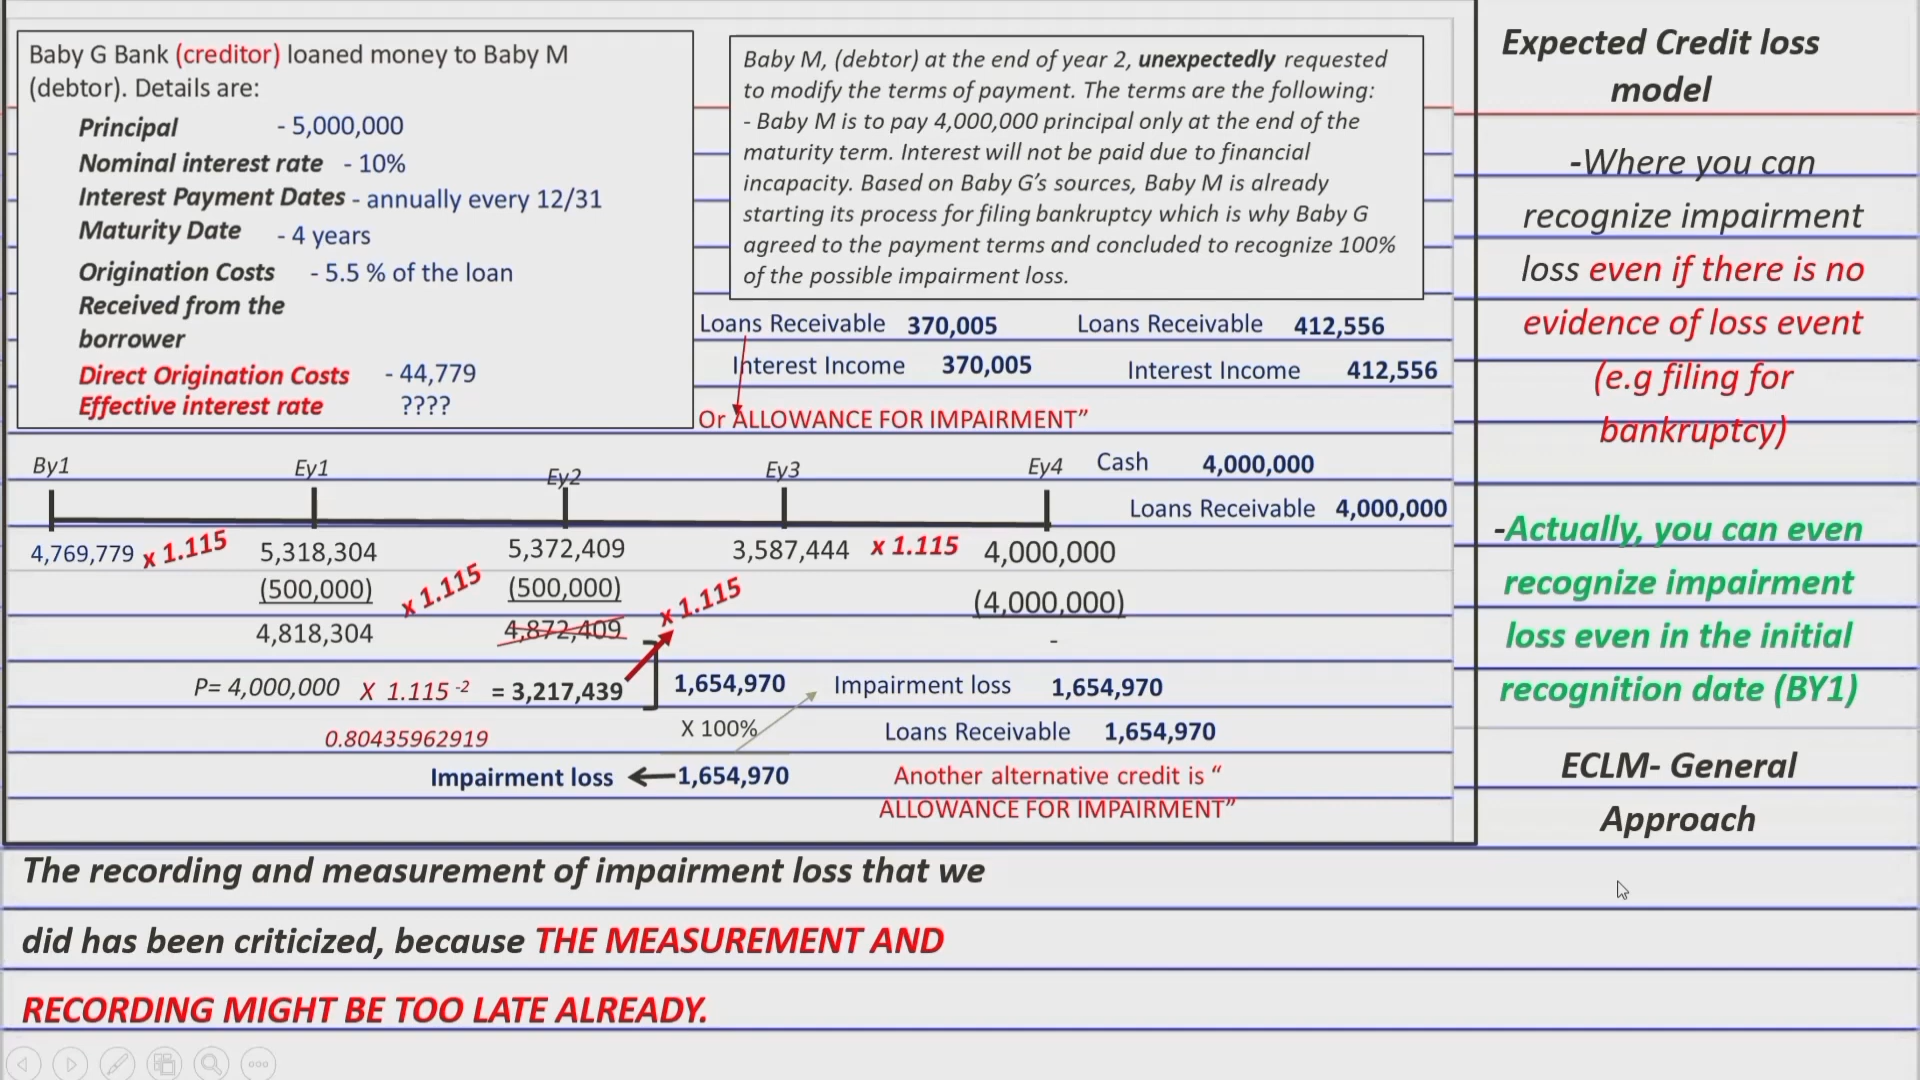 Baby G Bank (creditor) loaned money to Baby M
(debtor). Details are:
Principal - 5,000,000
Nominal interest rate - 10%
Interest Payment Dates - annually every 12/31
Maturity Date - 4 years
Origination Costs - 5.5 % of the loan
Received from the
borrower
Direct Origination Costs - 44,779
Effective interest rate ????
Baby M, (debtor) at the end of year 2, unexpectedly requested
to modify the terms of payment. The terms are the following:
- Baby M is to pay 4,000,000 principal only at the end of the
maturity term. Interest will not be paid due to financial
incapacity. Based on Baby G's sources, Baby M is already
starting its process for filing bankruptcy which is why Baby G
agreed to the payment terms and concluded to recognize 100%
of the possible impairment loss.
Loans Receivable 370,005 Loans Receivable 412,556
Interest Income 370,005 Interest Income 412,556
Or ALLOWANCE FOR IMPAIRMENT”
By1 Ey1 Ey2 Ey3 Ey4 Cash 4,000,000
Loans Receivable 4,000,000
4,769,779 x 1.115 5,318,304 5,372,409 3,587,444 x 1.115 4,000,000
(500,000) x 1.115 (500,000) x 1.115 (4,000,000)
4,818,304 4,872,409 -
P= 4,000,000 X 1.115 -2 = 3,217,439 1,654,970 Impairment loss 1,654,970
0.80435962919 X 100% Loans Receivable 1,654,970
Impairment loss 1,654,970 Another alternative credit is “
ALLOWANCE FOR IMPAIRMENT”
Expected Credit loss
model
-Where you can
recognize impairment
loss even if there is no
evidence of loss event
(e.g filing for
bankruptcy)
-Actually, you can even
recognize impairment
loss even in the initial
recognition date (BY1)
ECLM- General
Approach
The recording and measurement of impairment loss that we
did has been criticized, because THE MEASUREMENT AND
RECORDING MIGHT BE TOO LATE ALREADY.